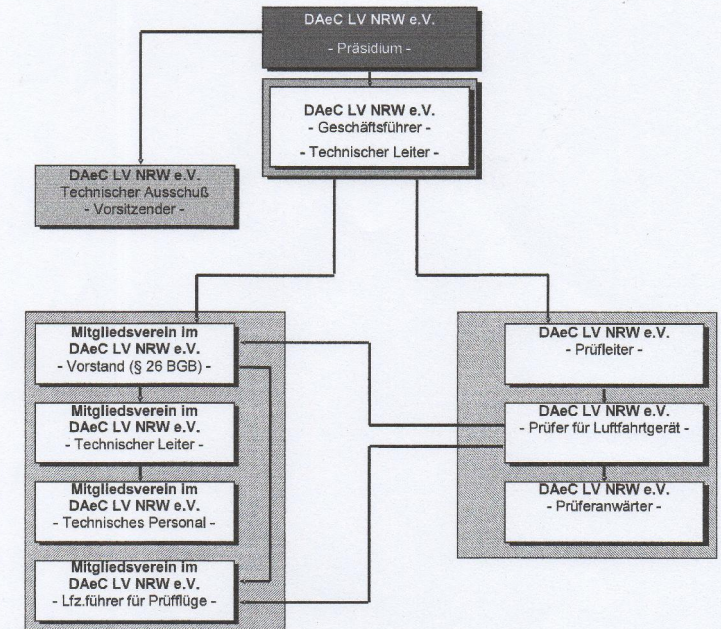 DAeC LV NRW e.V.
- Präsidium -
DAeC LV NRW e.V.
- Geschäftsführer -
- Technischer Leiter -
DAeC LV NRW e.V.
Technischer Ausschuß
- Vorsitzender -
Mitgliedsverein im
DAeC LV NRW e.V.
- Vorstand (§ 26 BGB) -
Mitgliedsverein im
DAeC LV NRW e.V.
- Technischer Leiter -
Mitgliedsverein im
DAeC LV NRW e.V.
- Technisches Personal -
Mitgliedsverein im
DAeC LV NRW e.V.
- Lfz.führer für Prüfflüge -
DAeC LV NRW e.V.
- Prüfleiter -
DAeC LV NRW e.V.
- Prüfer für Luftfahrtgerät -
DAeC LV NRW e.V.
- Prüferanwärter -